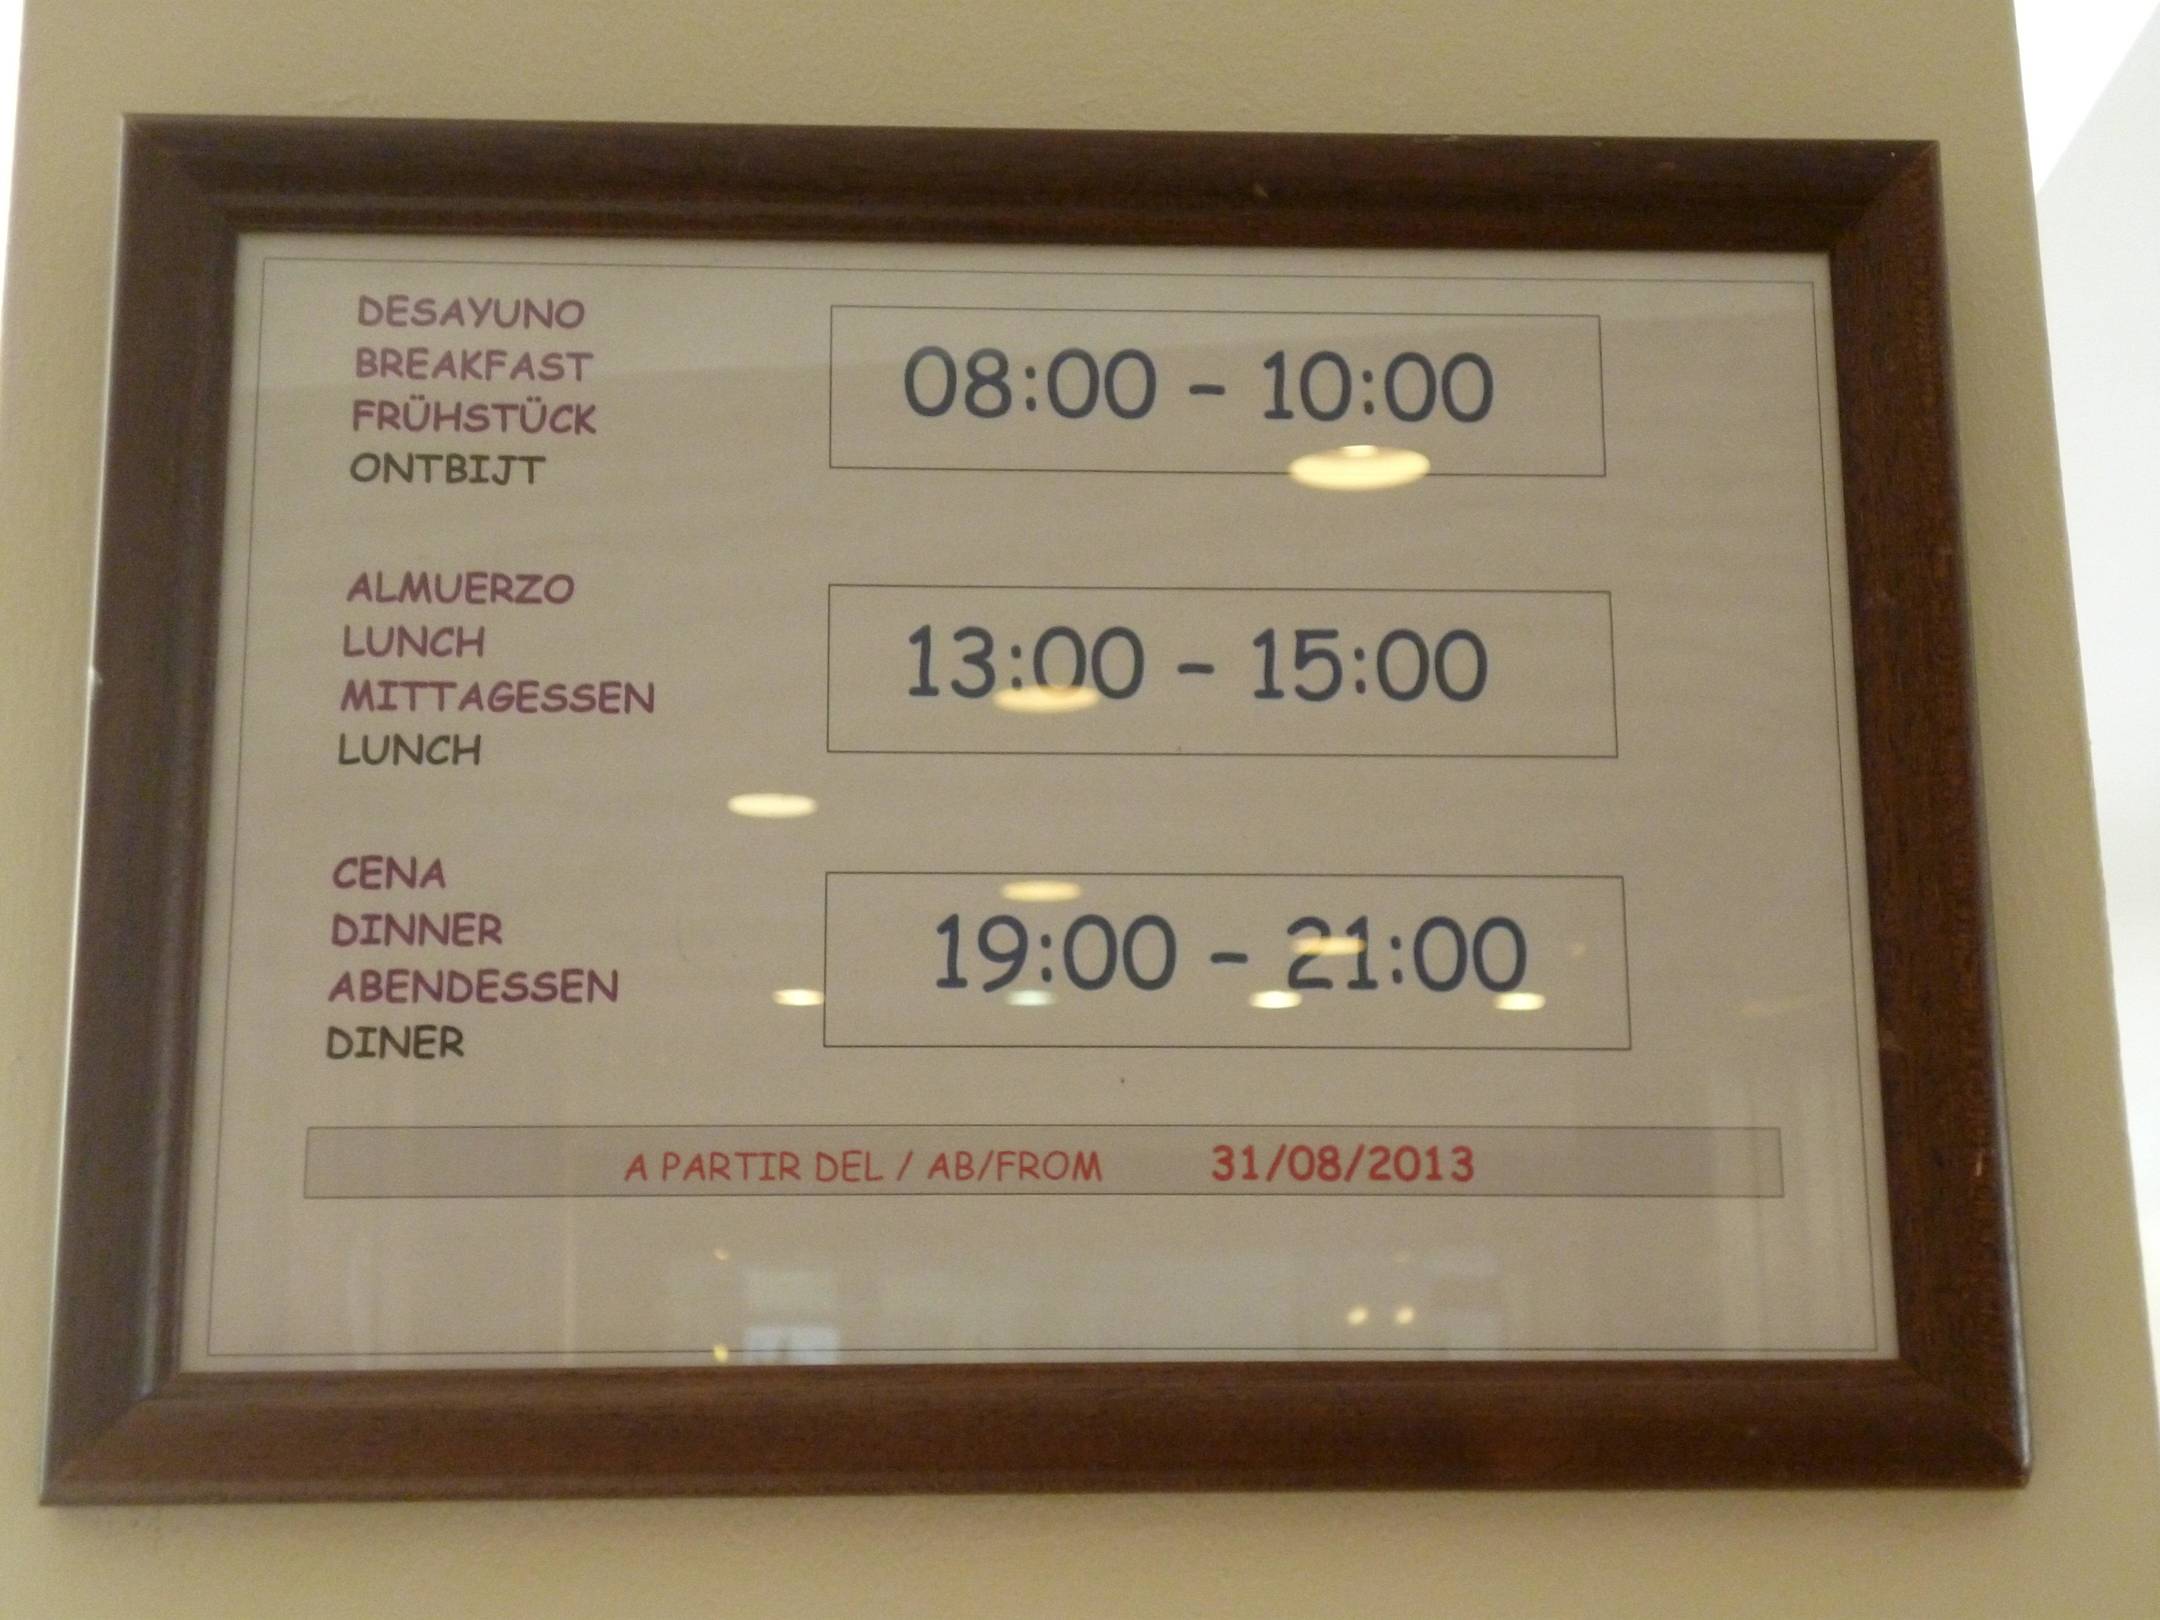 DESAYUNO
BREAKFAST
FRÜHSTÜCK
ONTBIJT
08:00 - 10:00
ALMUERZO
LUNCH
MITTAGESSEN
LUNCH
13:00 - 15:00
CENA
DINNER
ABENDESSEN
DINER
19:00 - 21:00
A PARTIR DEL / AB/FROM 31/08/2013